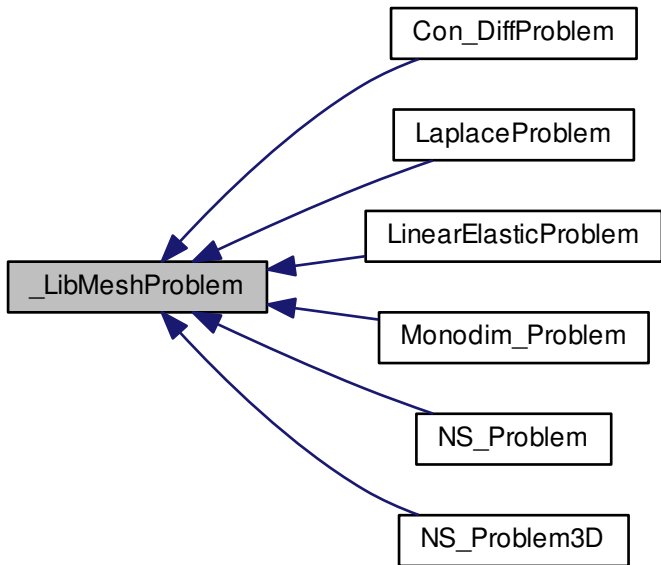 Con_DiffProblem
LaplaceProblem
LinearElasticProblem
_LibMeshProblem
Monodim_Problem
NS_Problem
NS_Problem3D